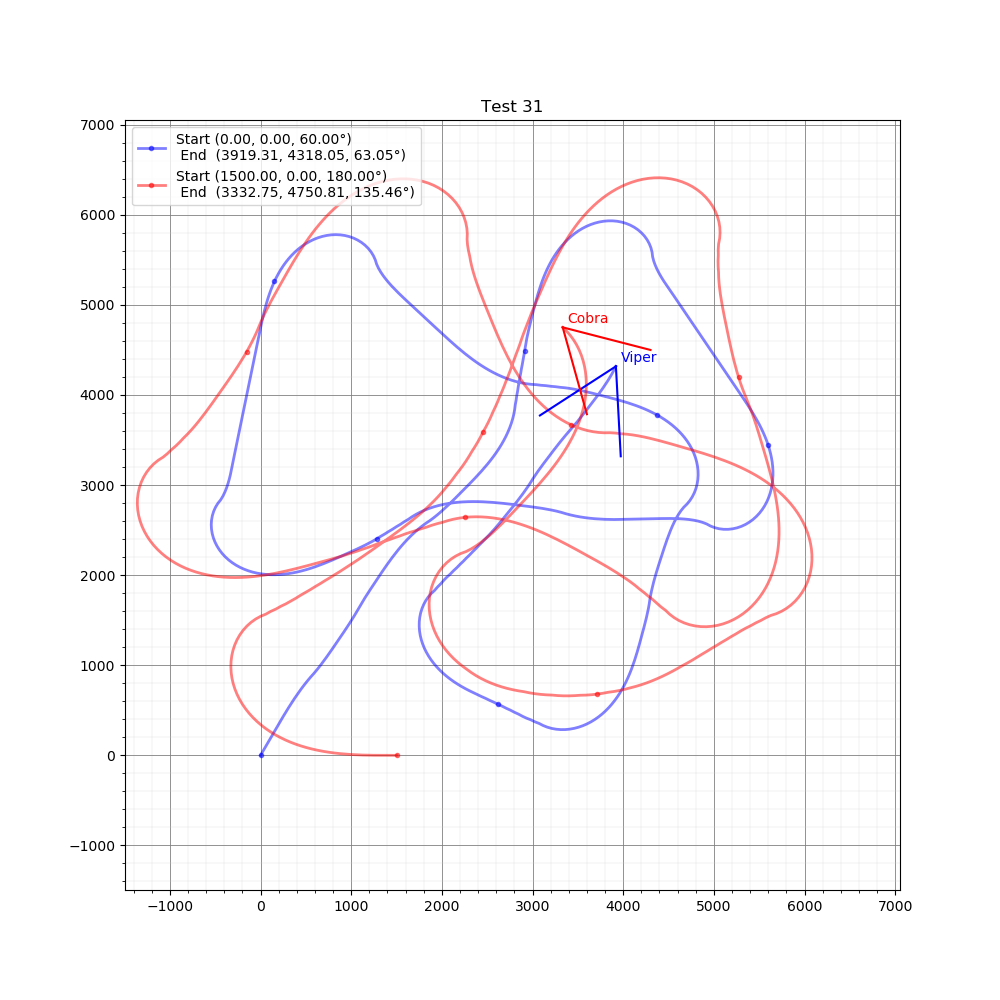 Test 31
Start (0.00, 0.00, 60.00°)
End  (3919.31, 4318.05, 63.05°)
Start (1500.00, 0.00, 180.00°)
End  (3332.75, 4750.81, 135.46°)
7000
6000
5000
4000
3000
2000
1000
0
−1000
Cobra
Viper
−1000 0 1000 2000 3000 4000 5000 6000 7000